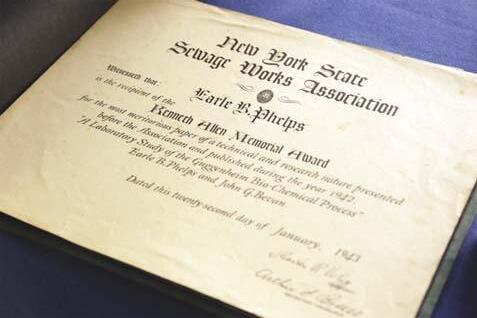 New York State
Sewage Works Association
Witnessed that
Earle B. Phelps
is the recipient of the
Kenneth Allen Memorial Award
for the most meritorious paper of a technical and research nature presented
before the Association and published during the year 1942.
"A Laboratory Study of the Guggenheim Bio-Chemical Process"
Earle B. Phelps and John G. Bevan
Dated this twenty-second day of January, 1943